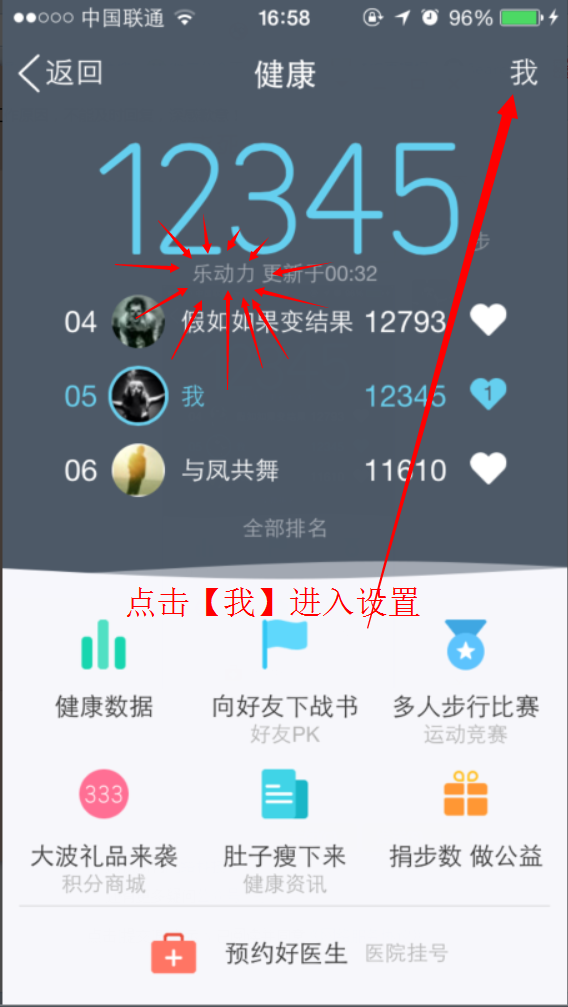 中国联通 16:58 96%
返回 健康 我
12345 步
乐动力 更新于00:32
04 假如如果变结果 12793
05 我 12345 1
06 与凤共舞 11610
全部排名
点击【我】进入设置
健康数据 向好友下战书 多人步行比赛
好友PK 运动竞赛
333
大波礼品来袭 肚子瘦下来 捐步数 做公益
积分商城 健康资讯
预约好医生 医院挂号